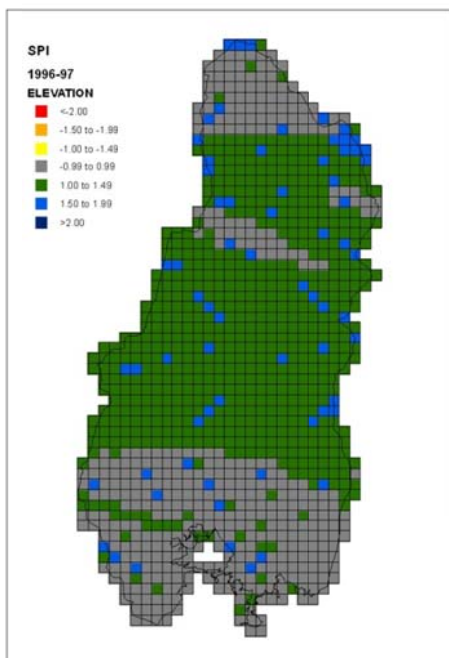 SPI
1996-97
ELEVATION
<-2.00
-1.50 to -1.99
-1.00 to -1.49
-0.99 to 0.99
1.00 to 1.49
1.50 to 1.99
>2.00